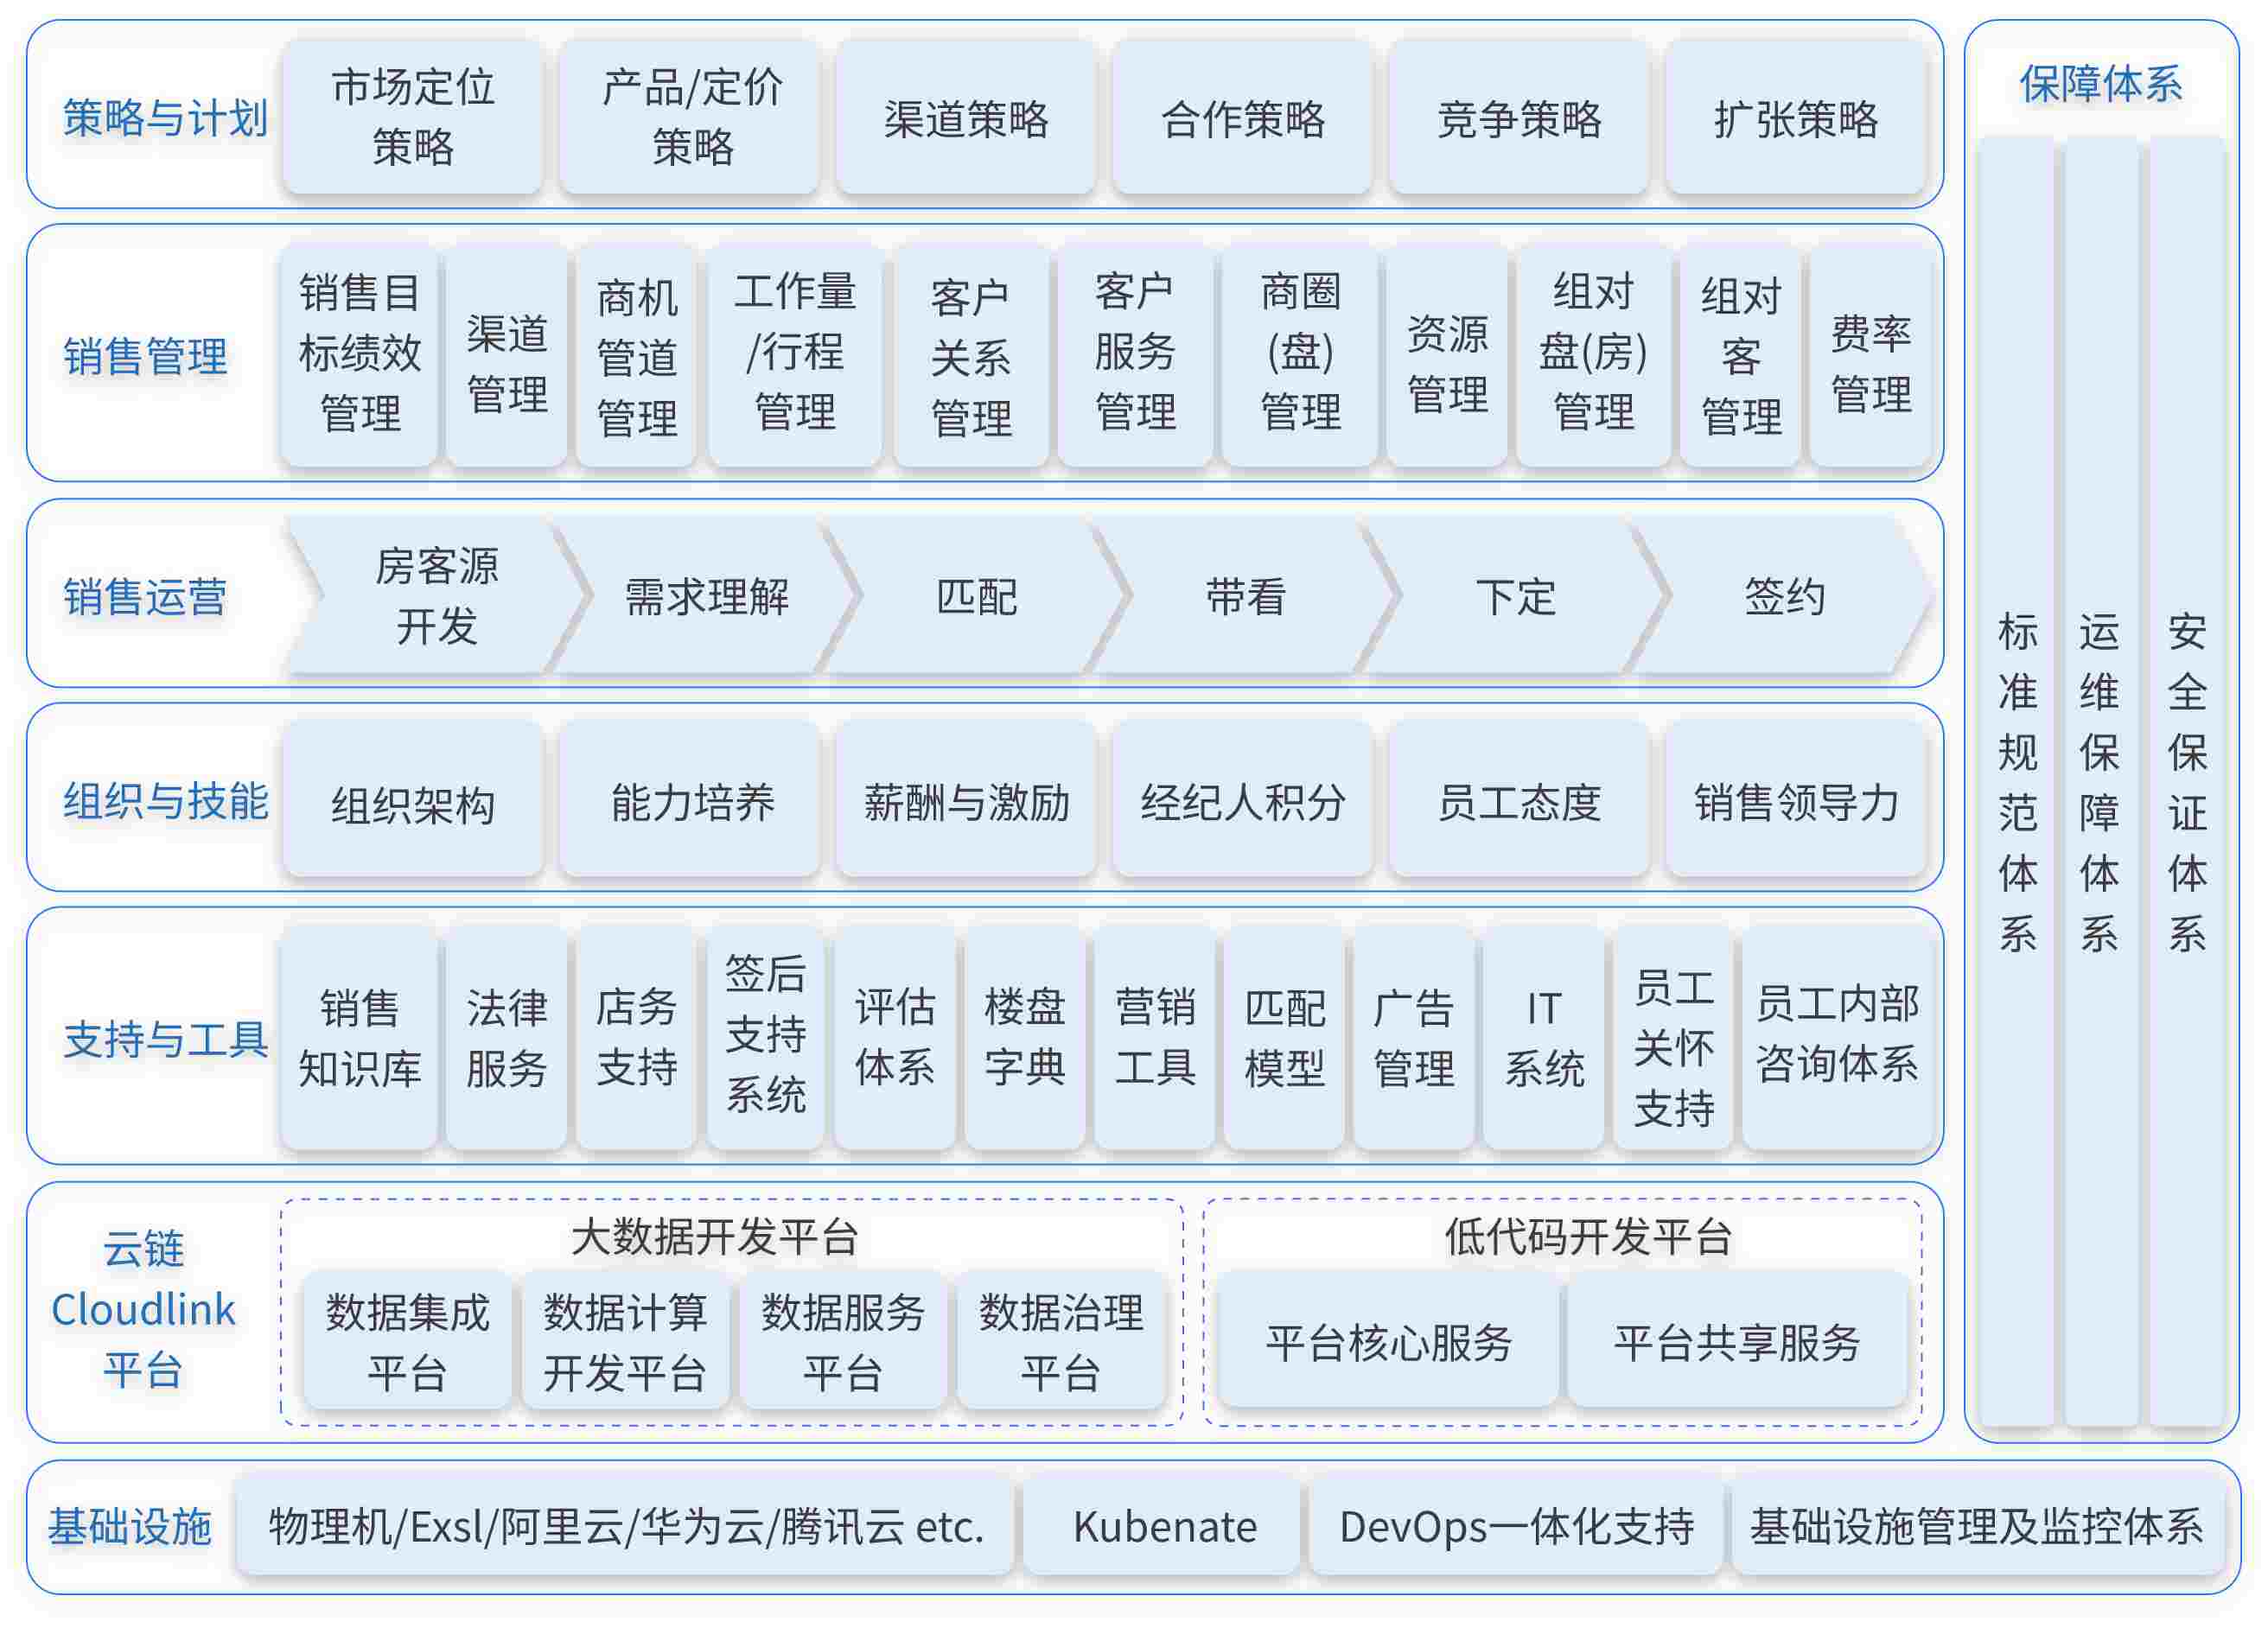 策略与计划
市场定位
策略
产品/定价
策略
渠道策略
合作策略
竞争策略
扩张策略
销售管理
销售目
标绩效
管理
渠道
管理
商机
管道
管理
工作量
/行程
管理
客户
关系
管理
客户
服务
管理
商圈
(盘)
管理
资源
管理
组对
盘(房)
管理
组对
客
管理
费率
管理
销售运营
房客源
开发
需求理解
匹配
带看
下定
签约
组织与技能
组织架构
能力培养
薪酬与激励
经纪人积分
员工态度
销售领导力
支持与工具
销售
知识库
法律
服务
店务
支持
签后
支持
系统
评估
体系
楼盘
字典
营销
工具
匹配
模型
广告
管理
IT
系统
员工
关怀
支持
员工内部
咨询体系
云链
Cloudlink
平台
大数据开发平台
数据集成
平台
数据计算
开发平台
数据服务
平台
数据治理
平台
低代码开发平台
平台核心服务
平台共享服务
保障体系
标准规范体系
运维保障体系
安全保证体系
基础设施
物理机/Exsl/阿里云/华为云/腾讯云 etc.
Kubenate
DevOps一体化支持
基础设施管理及监控体系